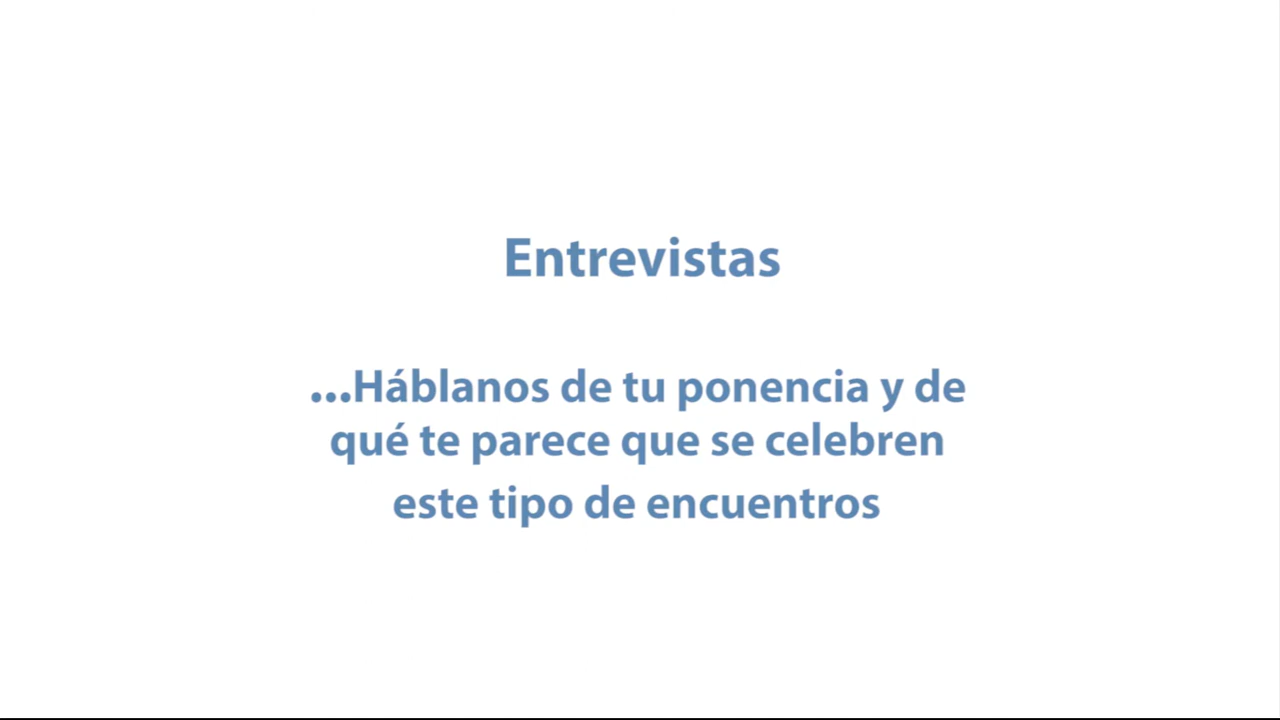 Entrevistas
...Háblanos de tu ponencia y de
qué te parece que se celebren
este tipo de encuentros